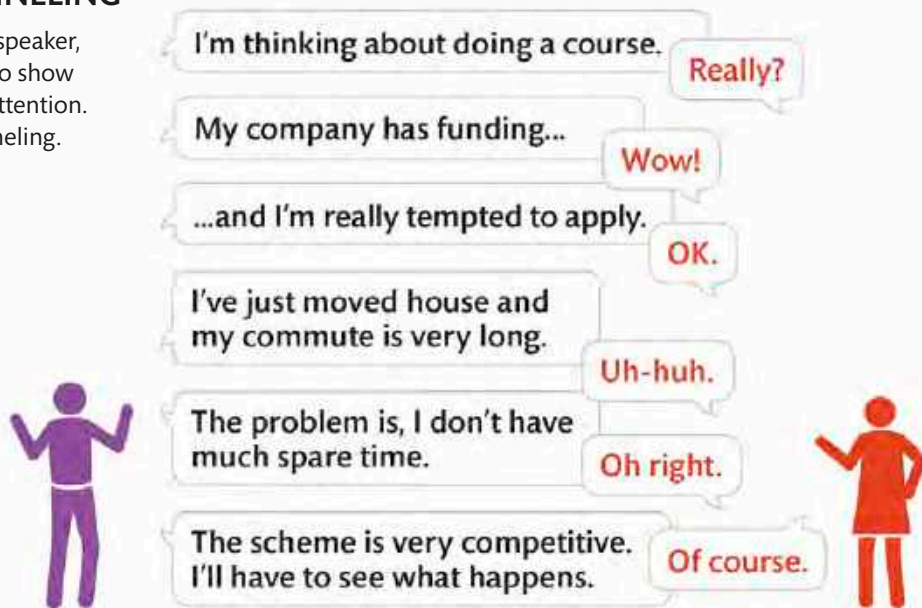 speaker,
o show
ttention.
neling.
I'm thinking about doing a course.
Really?
My company has funding...
Wow!
...and I'm really tempted to apply.
OK.
I've just moved house and
my commute is very long.
Uh-huh.
The problem is, I don't have
much spare time.
Oh right.
The scheme is very competitive.
I'll have to see what happens.
Of course.